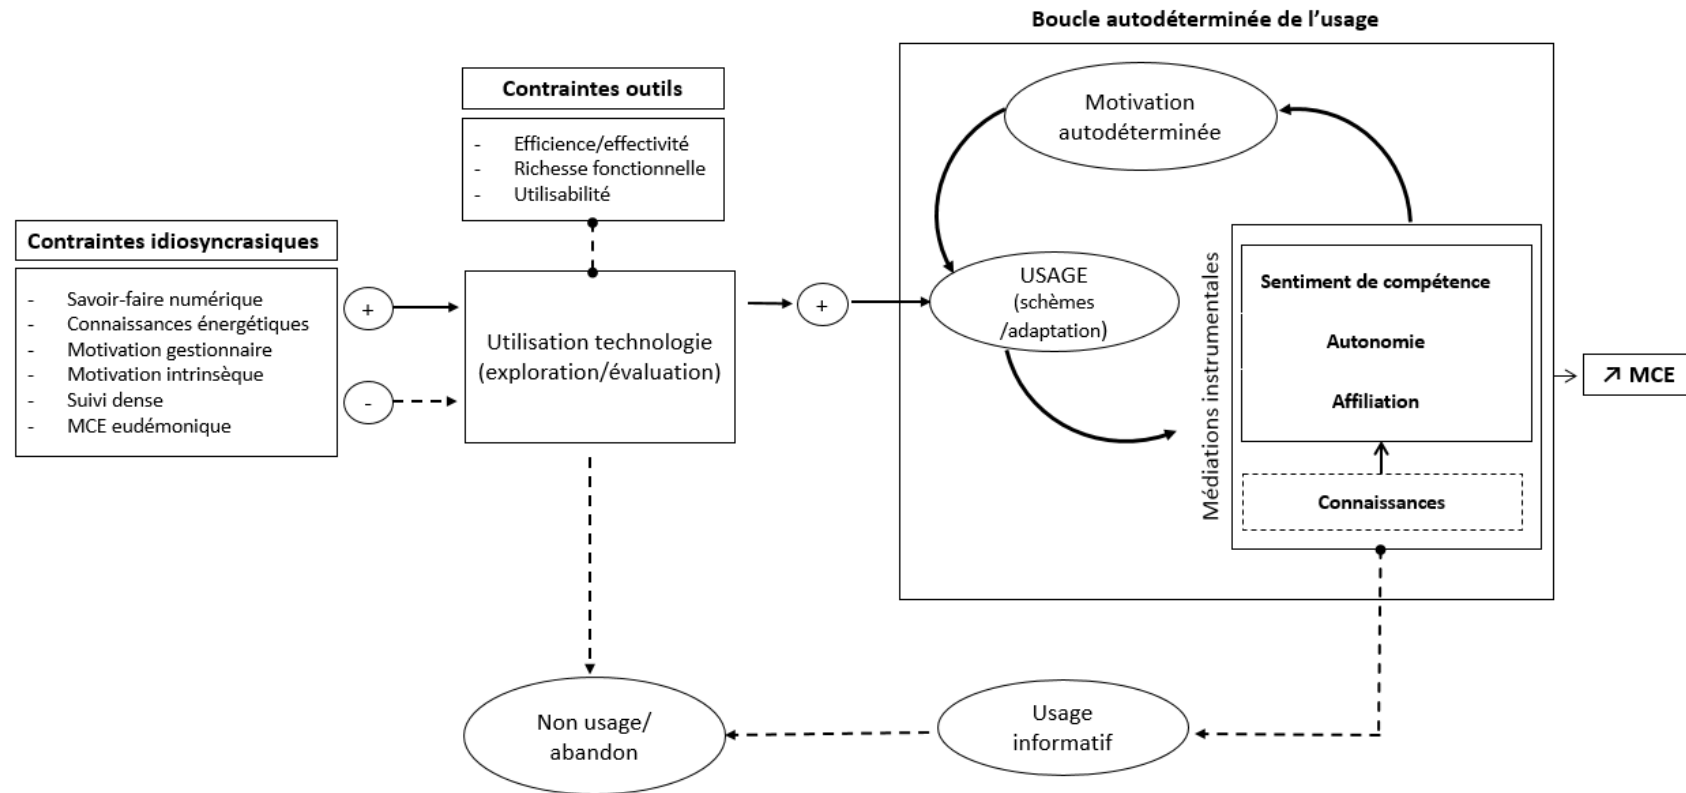 Boucle autodéterminée de l'usage
Contraintes outils
- Efficience/effectivité
- Richesse fonctionnelle
- Utilisabilité
Contraintes idiosyncrasiques
- Savoir-faire numérique
- Connaissances énergétiques
- Motivation gestionnaire
- Motivation intrinsèque
- Suivi dense
- MCE eudémonique
+
-
Utilisation technologie
(exploration/évaluation)
+
Motivation
autodéterminée
USAGE
(schèmes
/adaptation)
Médiations instrumentales
Sentiment de compétence
Autonomie
Affiliation
Connaissances
↗ MCE
Non usage/
abandon
Usage
informatif